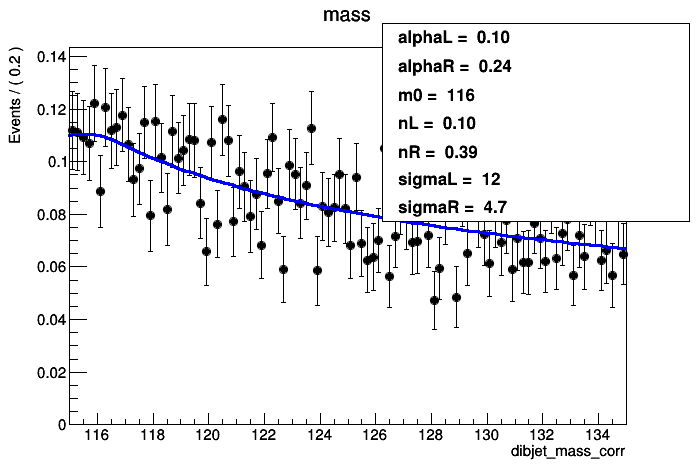 mass
alphaL = 0.10
alphaR = 0.24
m0 = 116
nL = 0.10
nR = 0.39
sigmaL = 12
sigmaR = 4.7
Events / ( 0.2 )
0.14
0.12
0.1
0.08
0.06
0.04
0.02
0
116 118 120 122 124 126 128 130 132 134
dibjet_mass_corr